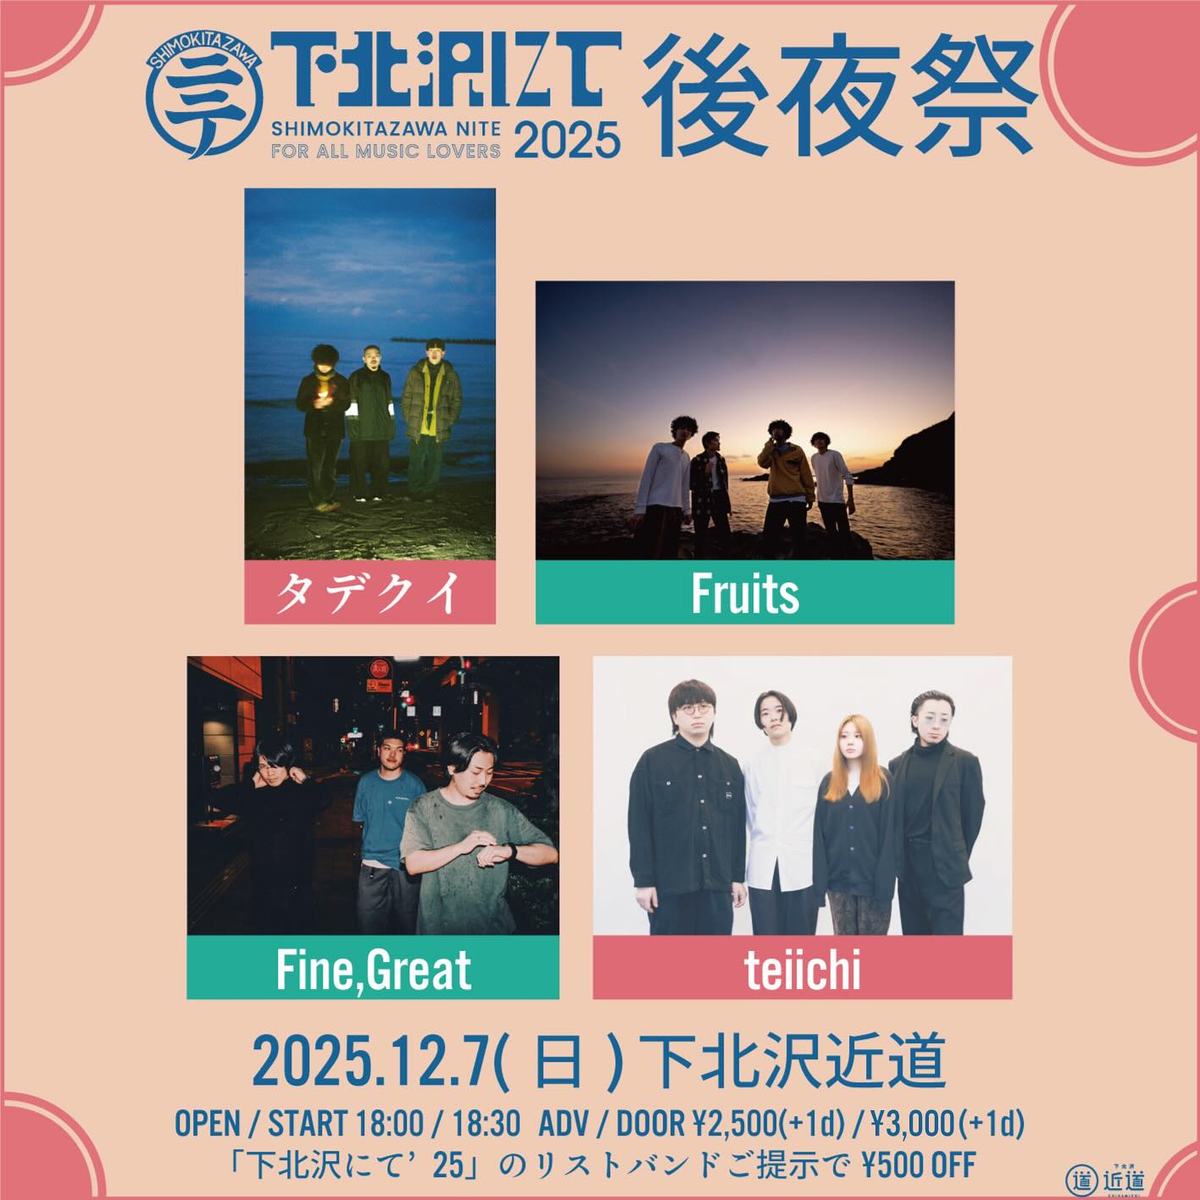 SHIMOKITAZAWA
下北沢にて 後夜祭
SHIMOKITAZAWA NITE
FOR ALL MUSIC LOVERS 2025
タデクイ
Fruits
Fine,Great
teiichi
2025.12.7(日)下北沢近道
OPEN / START 18:00 / 18:30 ADV / DOOR ¥2,500(+1d) / ¥3,000(+1d)
「下北沢にて’25」のリストバンドご提示で ¥500 OFF
下北沢
道 近道